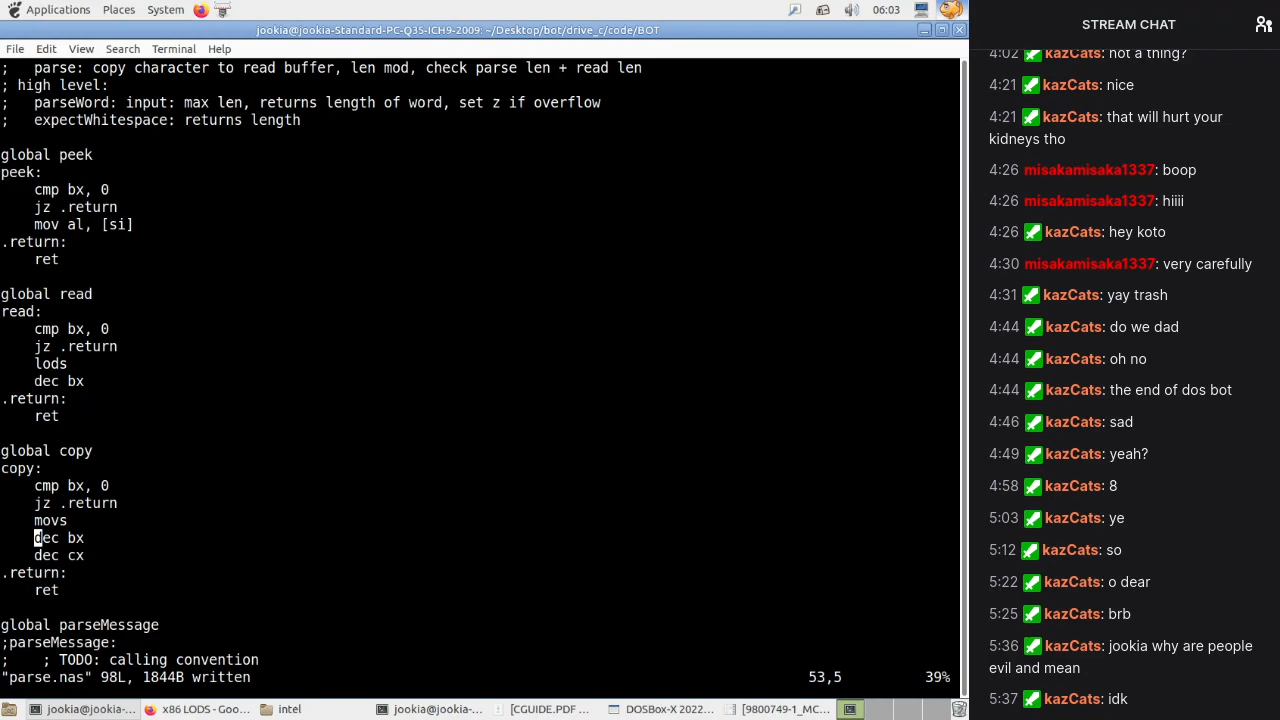 Applications Places System 06:03
jookia@jookia-Standard-PC-Q35-ICH9-2009: ~/Desktop/bot/drive_c/code/BOT
File Edit View Search Terminal Help
;   parse: copy character to read buffer, len mod, check parse len + read len
; high level:
;   parseWord: input: max len, returns length of word, set z if overflow
;   expectWhitespace: returns length
global peek
peek:
    cmp bx, 0
    jz .return
    mov al, [si]
.return:
    ret
global read
read:
    cmp bx, 0
    jz .return
    lods
    dec bx
.return:
    ret
global copy
copy:
    cmp bx, 0
    jz .return
    movs
    dec bx
    dec cx
.return:
    ret
global parseMessage
;parseMessage:
;    ; TODO: calling convention
"parse.nas" 98L, 1844B written 53,5 39%
jookia@jookia-... x86 LODS - Goo... intel jookia@jookia-... [CGUIDE.PDF ... DOSBox-X 2022... [9800749-1_MC...
STREAM CHAT
4:02 not a thing?
4:21 kazCats: nice
4:21 kazCats: that will hurt your
kidneys tho
4:26 misakamisaka1337: boop
4:26 misakamisaka1337: hiiii
4:26 kazCats: hey koto
4:30 misakamisaka1337: very carefully
4:31 kazCats: yay trash
4:44 kazCats: do we dad
4:44 kazCats: oh no
4:44 kazCats: the end of dos bot
4:46 kazCats: sad
4:49 kazCats: yeah?
4:58 kazCats: 8
5:03 kazCats: ye
5:12 kazCats: so
5:22 kazCats: o dear
5:25 kazCats: brb
5:36 kazCats: jookia why are people
evil and mean
5:37 kazCats: idk